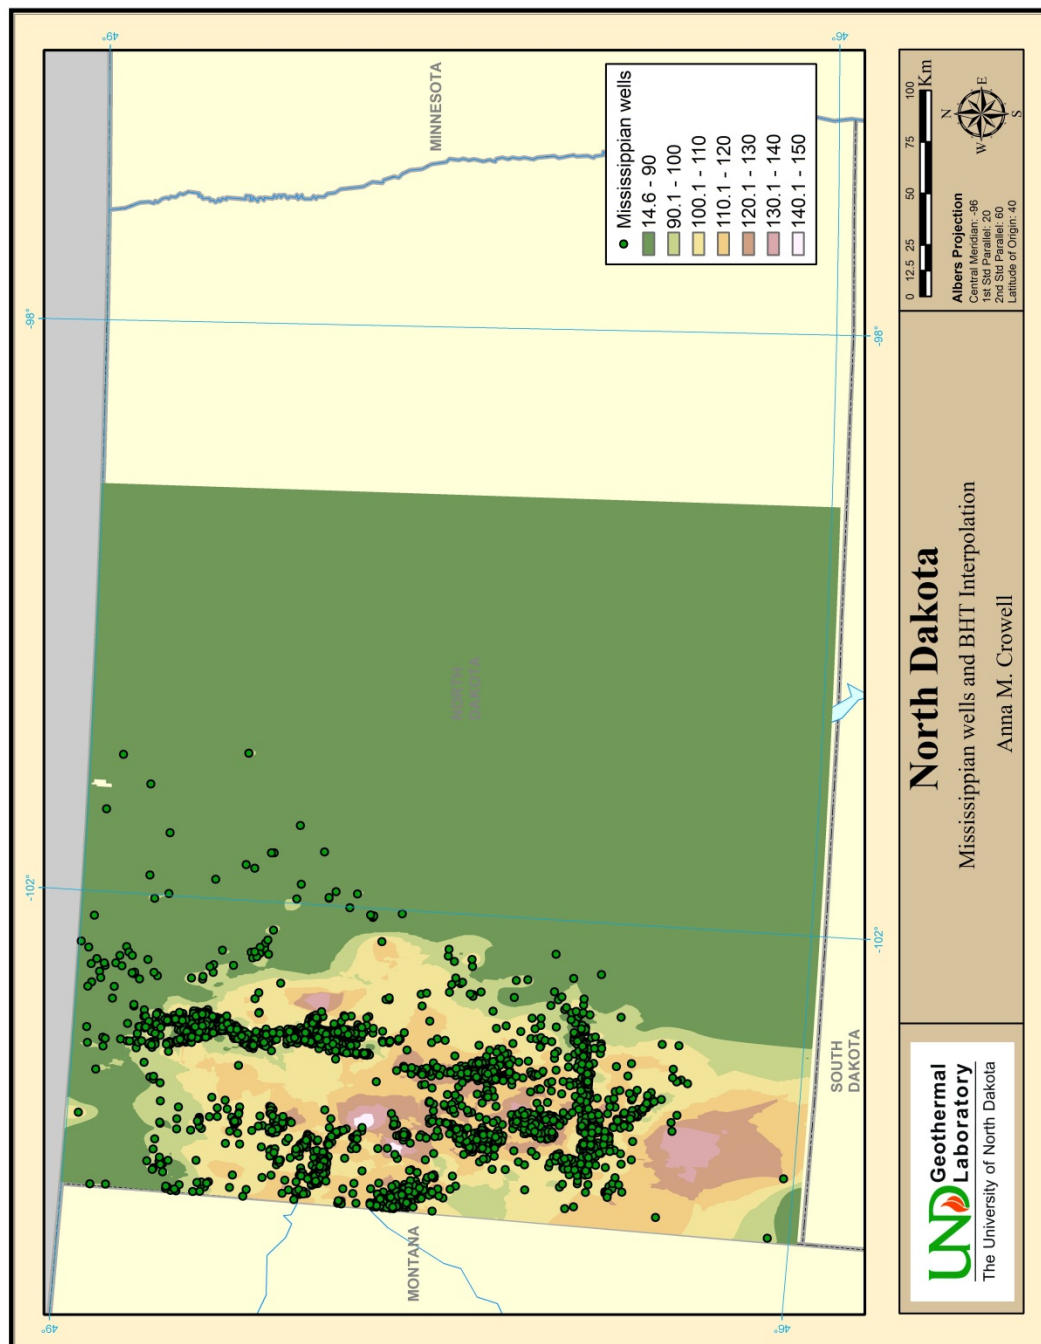 49°
-98°
-102°
49°
46°
-98°
-102°
46°
MINNESOTA
NORTH
DAKOTA
MONTANA
SOUTH
DAKOTA
Mississippian wells
14.6 - 90
90.1 - 100
100.1 - 110
110.1 - 120
120.1 - 130
130.1 - 140
140.1 - 150
UND Geothermal
Laboratory
The University of North Dakota
North Dakota
Mississippian wells and BHT Interpolation
Anna M. Crowell
0 12.5 25 50 75 100
Km
Albers Projection
Central Meridian: -96
1st Std Parallel: 20
2nd Std Parallel: 60
Latitude of Origin: 40
N
W E
S